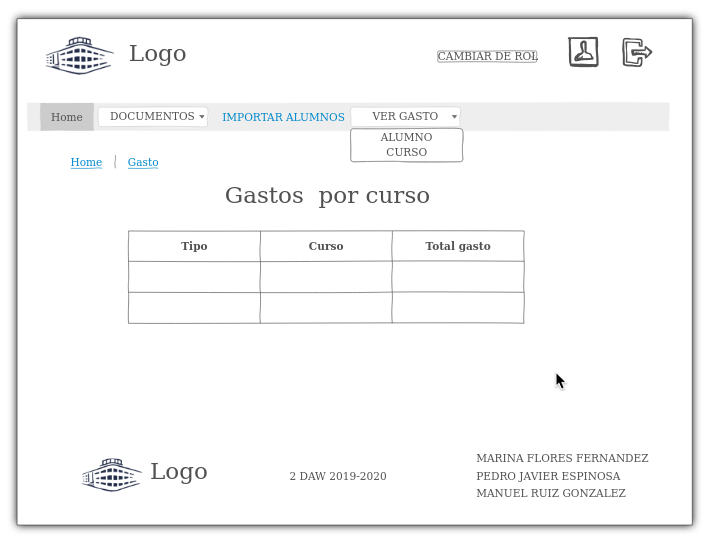 Logo
CAMBIAR DE ROL
Home
DOCUMENTOS
IMPORTAR ALUMNOS
VER GASTO
ALUMNO
CURSO
Home
Gasto
Gastos por curso
Tipo
Curso
Total gasto
Logo
2 DAW 2019-2020
MARINA FLORES FERNANDEZ
PEDRO JAVIER ESPINOSA
MANUEL RUIZ GONZALEZ